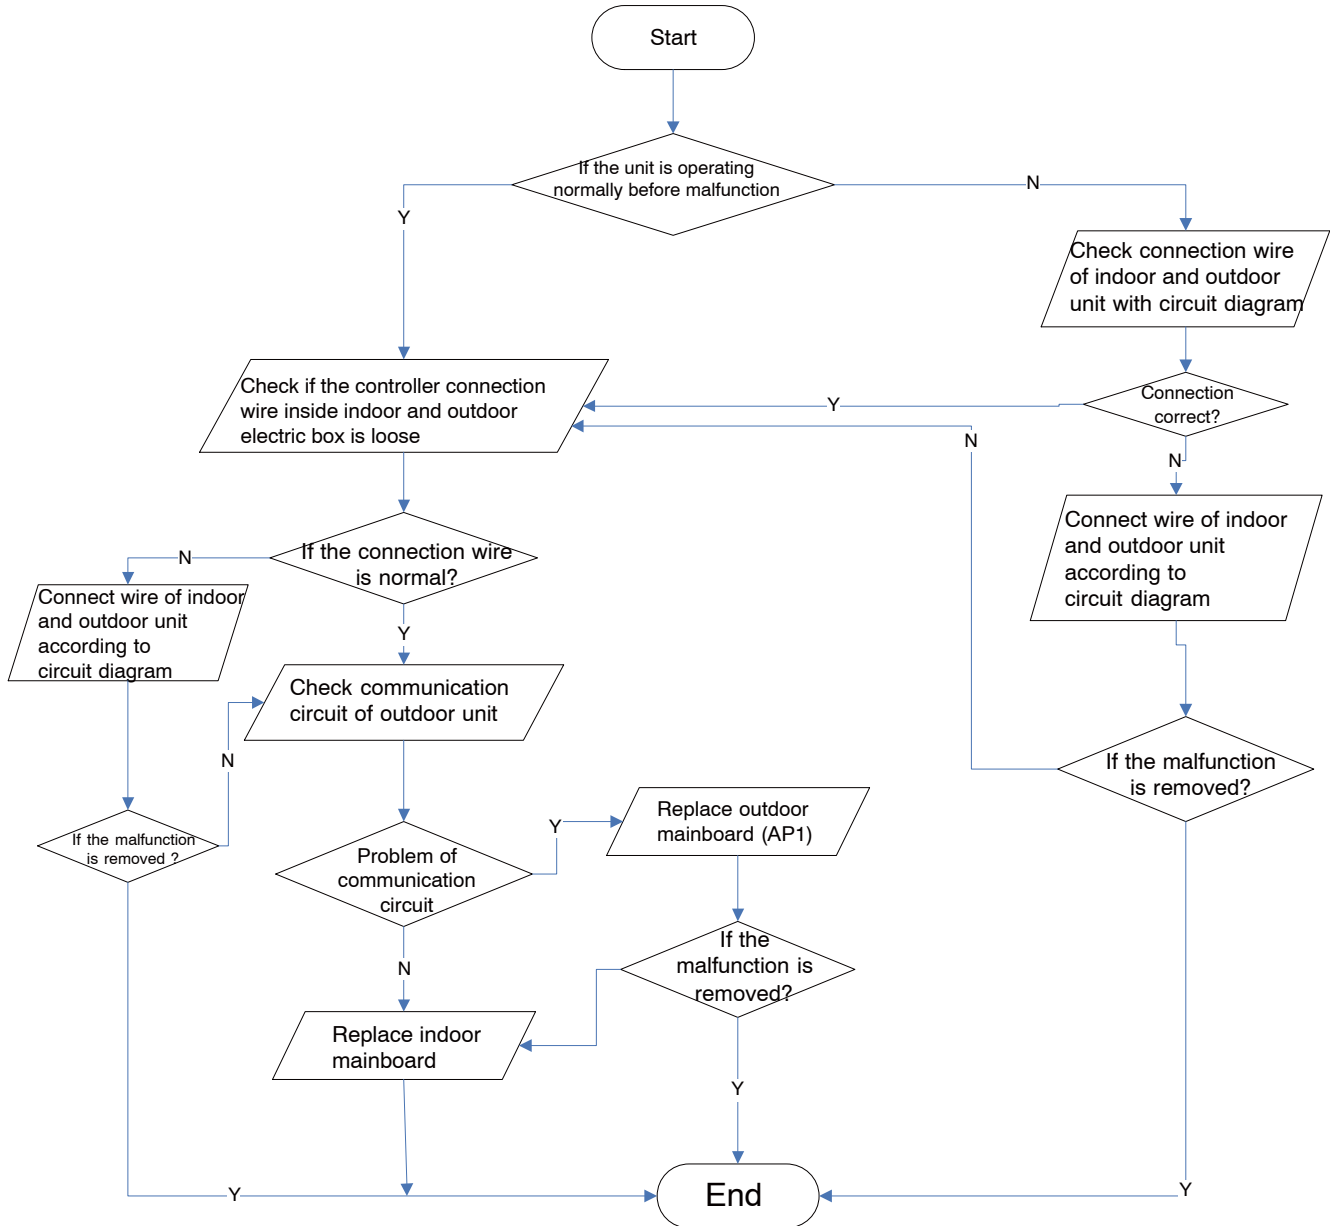 Start
If the unit is operating
normally before malfunction
N
Y
Check connection wire
of indoor and outdoor
unit with circuit diagram
Check if the controller connection
wire inside indoor and outdoor
electric box is loose
Y
Connection
correct?
N
N
Connect wire of indoor
and outdoor unit
according to
circuit diagram
If the connection wire
is normal?
N
Connect wire of indoor
and outdoor unit
according to
circuit diagram
Y
Check communication
circuit of outdoor unit
N
If the malfunction
is removed?
Replace outdoor
mainboard (AP1)
Y
If the malfunction
is removed ?
Problem of
communication
circuit
If the
malfunction is
removed?
N
Replace indoor
mainboard
Y
Y
Y
End